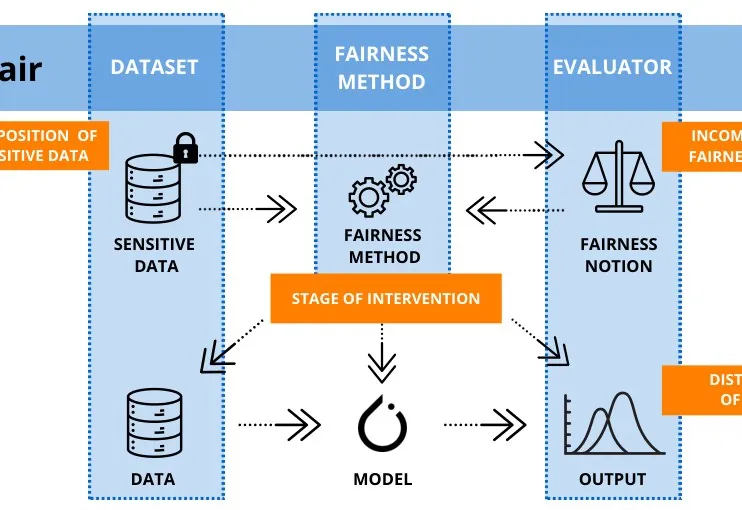 air
DATASET
FAIRNESS
METHOD
EVALUATOR
POSITION OF
SITIVE DATA
INCOM
FAIRNE
SENSITIVE
DATA
FAIRNESS
METHOD
FAIRNESS
NOTION
STAGE OF INTERVENTION
DIST
OF
DATA
MODEL
OUTPUT